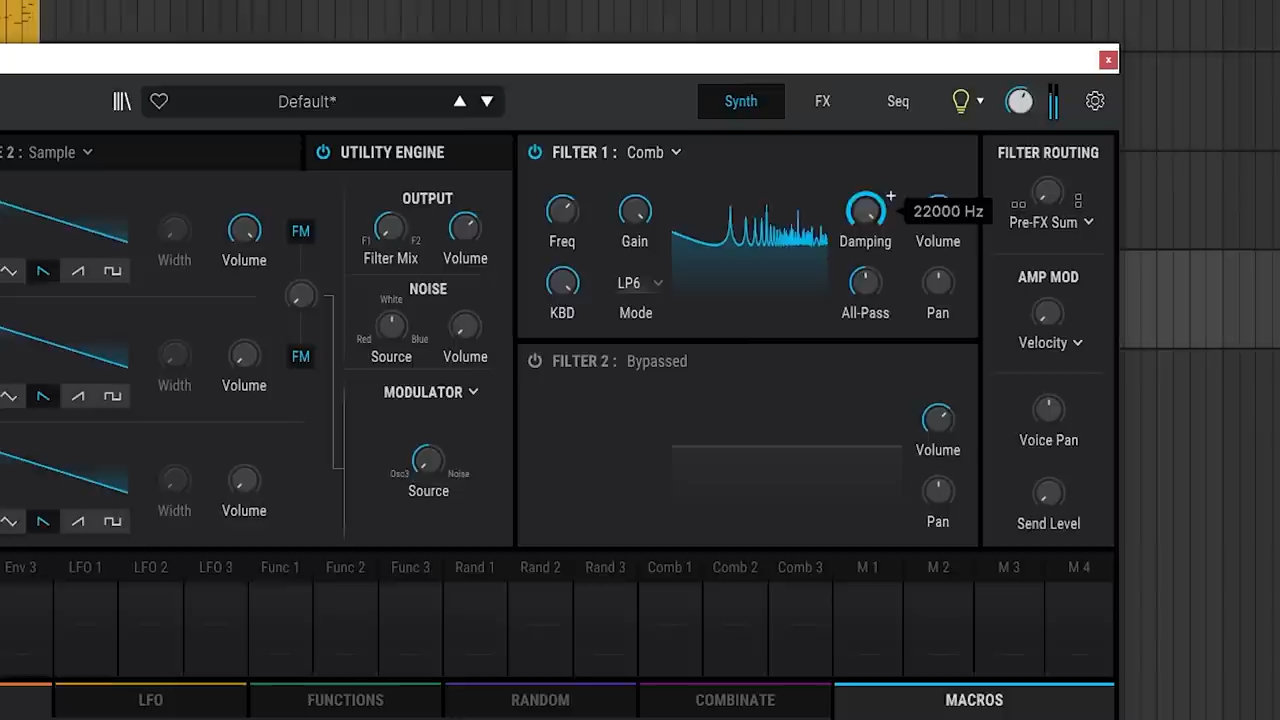 x
Default*
Synth
FX
Seq
E 2 : Sample
UTILITY ENGINE
FILTER 1 : Comb
FILTER ROUTING
OUTPUT
F1
F2
Filter Mix
Volume
Width
Volume
FM
Freq
Gain
Damping
22000 Hz
Volume
Pre-FX Sum
KBD
LP6
Mode
All-Pass
Pan
NOISE
White
Red
Blue
Source
Volume
AMP MOD
Velocity
Width
Volume
FM
FILTER 2 : Bypassed
MODULATOR
Osc3
Noise
Source
Volume
Pan
Voice Pan
Send Level
Width
Volume
Env 3
LFO 1
LFO 2
LFO 3
Func 1
Func 2
Func 3
Rand 1
Rand 2
Rand 3
Comb 1
Comb 2
Comb 3
M 1
M 2
M 3
M 4
LFO
FUNCTIONS
RANDOM
COMBINATE
MACROS